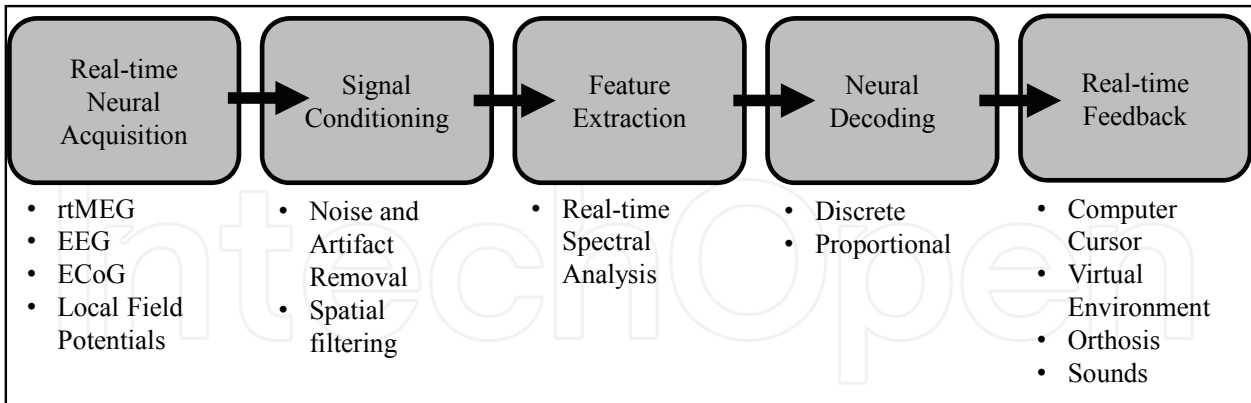 Real-time
Neural
Acquisition
Signal
Conditioning
Feature
Extraction
Neural
Decoding
Real-time
Feedback
• rtMEG
• EEG
• ECoG
• Local Field
Potentials
• Noise and
Artifact
Removal
• Spatial
filtering
• Real-time
Spectral
Analysis
• Discrete
• Proportional
• Computer
Cursor
• Virtual
Environment
• Orthosis
• Sounds
IntechOpen